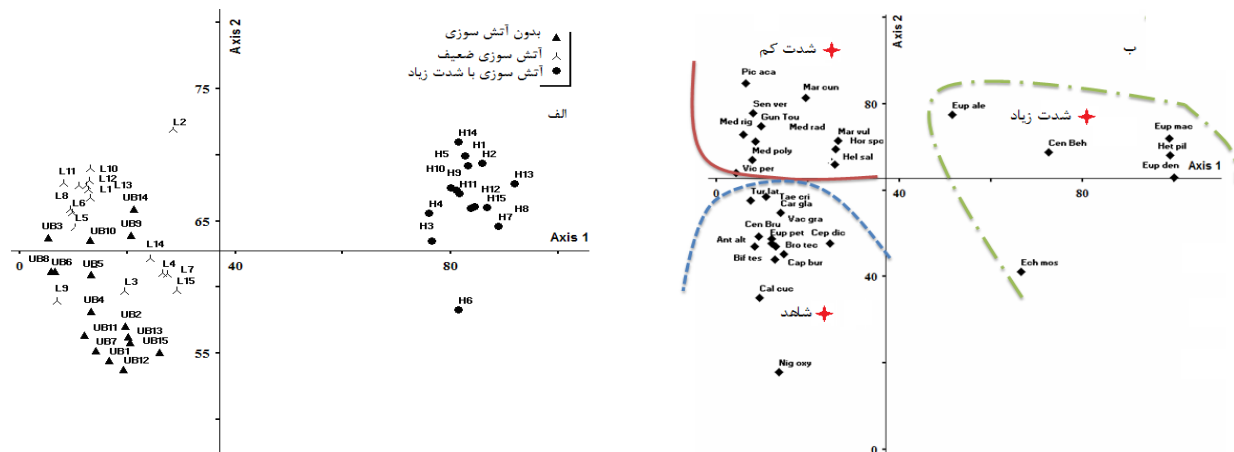 Axis 2
بدون آتش سوزی
آتش سوزی ضعیف
آتش سوزی با شدت زیاد
الف
75
65
55
0
40
80
Axis 1
L2
L10
L11
L12
L13
L8
L1
L6
UB14
L5
UB3
UB10
UB9
L14
UB8
UB6
UB5
L4
L7
L9
L3
L15
UB4
UB2
UB11
UB13
UB7
UB15
UB1
UB12
H14
H5
H2
H10
H9
H13
H11
H12
H4
H15
H3
H7
H8
H6
Axis 2
ب
شدت کم
Pic aca
Mar cun
Sen ver
Gun Tou
Med rig
Med rad
Mar vul
Hor spo
Med poly
Hel sal
Vic per
80
40
0
0
40
80
Axis 1
شدت زیاد
Eup ale
Cen Beh
Eup mac
Het pil
Eup den
Ech mos
Tur lat
Tae cri
Car gla
Vac gra
Cen Bru
Eup pet
Cep dic
Ant alt
Bro tec
Bif tes
Cap bur
Cal cuc
شاهد
Nig oxy